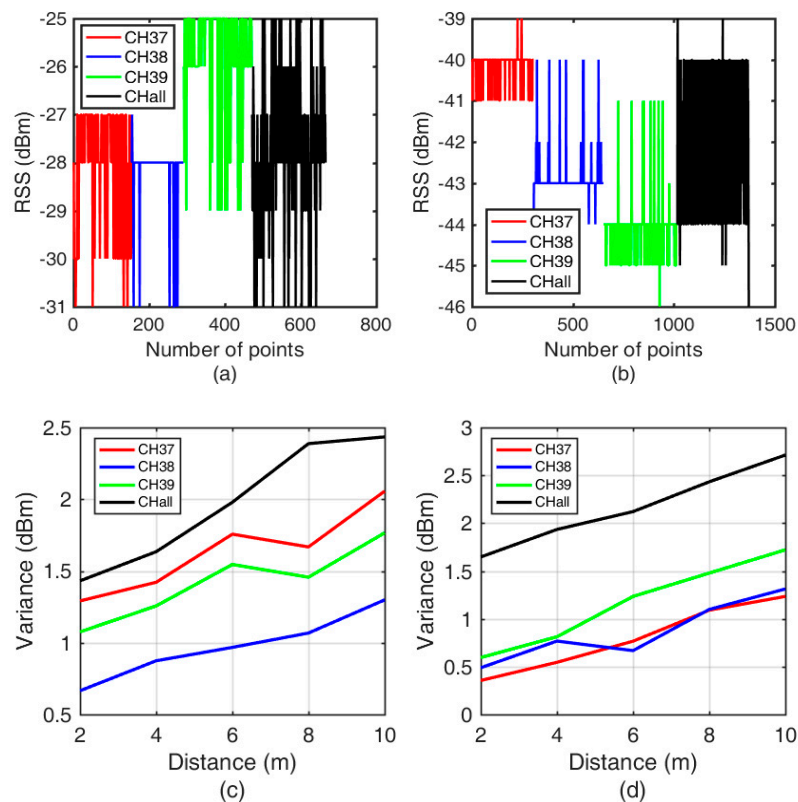 -25
-26
-27
-28
-29
-30
-31
RSS (dBm)
CH37
CH38
CH39
CHall
0
200
400
600
800
Number of points
(a)
-39
-40
-41
-42
-43
-44
-45
-46
RSS (dBm)
CH37
CH38
CH39
CHall
0
500
1000
1500
Number of points
(b)
2.5
2
1.5
1
0.5
Variance (dBm)
CH37
CH38
CH39
CHall
2
4
6
8
10
Distance (m)
(c)
3
2.5
2
1.5
1
0.5
0
Variance (dBm)
CH37
CH38
CH39
CHall
2
4
6
8
10
Distance (m)
(d)